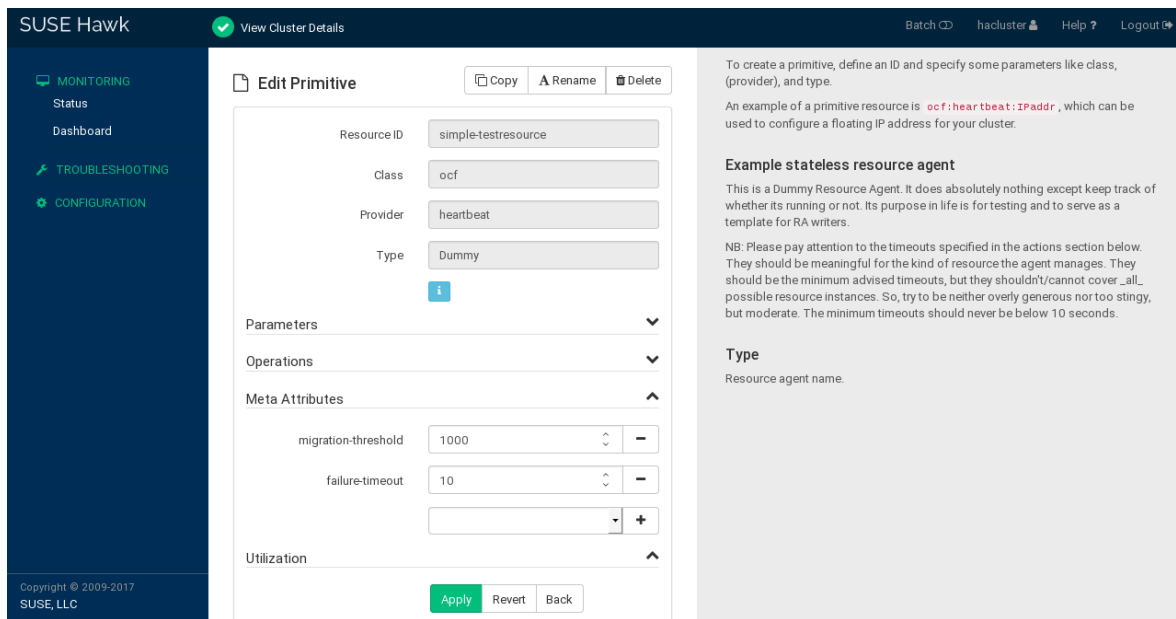 SUSE Hawk
View Cluster Details
Batch
hacluster
Help ?
Logout
MONITORING
Status
Dashboard
TROUBLESHOOTING
CONFIGURATION
Copyright © 2009-2017
SUSE, LLC
Edit Primitive
Copy
A Rename
Delete
Resource ID
simple-testresource
Class
ocf
Provider
heartbeat
Type
Dummy
i
Parameters
Operations
Meta Attributes
migration-threshold
1000
failure-timeout
10
Utilization
Apply
Revert
Back
To create a primitive, define an ID and specify some parameters like class,
(provider), and type.
An example of a primitive resource is ocf:heartbeat:IPaddr, which can be
used to configure a floating IP address for your cluster.
Example stateless resource agent
This is a Dummy Resource Agent. It does absolutely nothing except keep track of
whether its running or not. Its purpose in life is for testing and to serve as a
template for RA writers.
NB: Please pay attention to the timeouts specified in the actions section below.
They should be meaningful for the kind of resource the agent manages. They
should be the minimum advised timeouts, but they shouldn't/cannot cover _all_
possible resource instances. So, try to be neither overly generous nor too stingy,
but moderate. The minimum timeouts should never be below 10 seconds.
Type
Resource agent name.